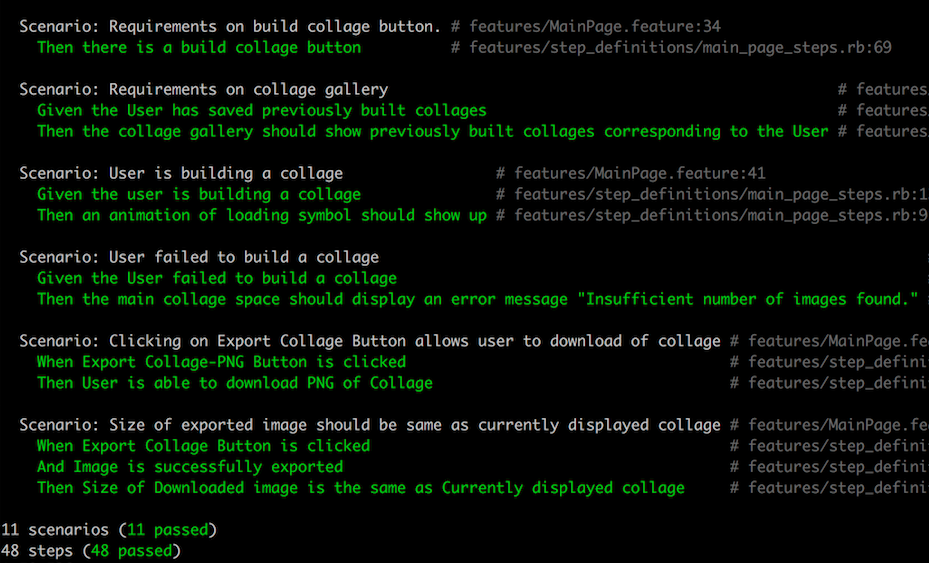 Scenario: Requirements on build collage button. # features/MainPage.feature:34
Then there is a build collage button # features/step_definitions/main_page_steps.rb:69
Scenario: Requirements on collage gallery # features
Given the User has saved previously built collages # features
Then the collage gallery should show previously built collages corresponding to the User # features
Scenario: User is building a collage # features/MainPage.feature:41
Given the user is building a collage # features/step_definitions/main_page_steps.rb:1
Then an animation of loading symbol should show up # features/step_definitions/main_page_steps.rb:9
Scenario: User failed to build a collage
Given the User failed to build a collage
Then the main collage space should display an error message "Insufficient number of images found."
Scenario: Clicking on Export Collage Button allows user to download of collage # features/MainPage.fe
When Export Collage-PNG Button is clicked # features/step_defini
Then User is able to download PNG of Collage # features/step_defini
Scenario: Size of exported image should be same as currently displayed collage # features/MainPage.fe
When Export Collage Button is clicked # features/step_defini
And Image is successfully exported # features/step_defini
Then Size of Downloaded image is the same as Currently displayed collage # features/step_defini
11 scenarios (11 passed)
48 steps (48 passed)